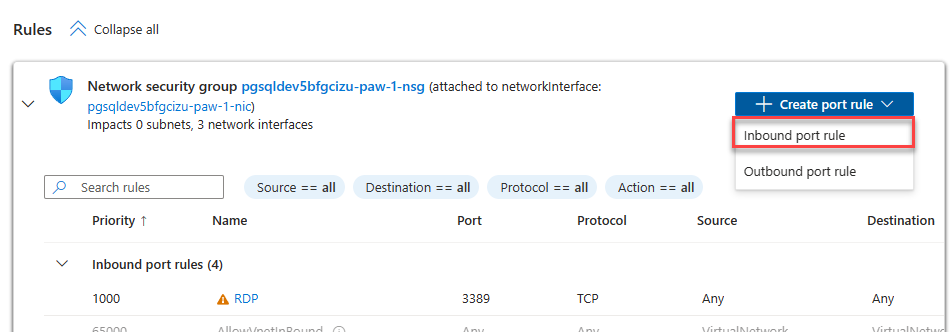 Rules Collapse all
Network security group pgsqldev5bfgcizu-paw-1-nsg (attached to networkInterface:
pgsqldev5bfgcizu-paw-1-nic)
Impacts 0 subnets, 3 network interfaces
Create port rule
Inbound port rule
Outbound port rule
Search rules Source == all Destination == all Protocol == all Action == all
Priority ↑ Name Port Protocol Source Destination
Inbound port rules (4)
1000 RDP 3389 TCP Any Any
65000 AllowVnetInBound Any Any VirtualNetwork VirtualNetwork